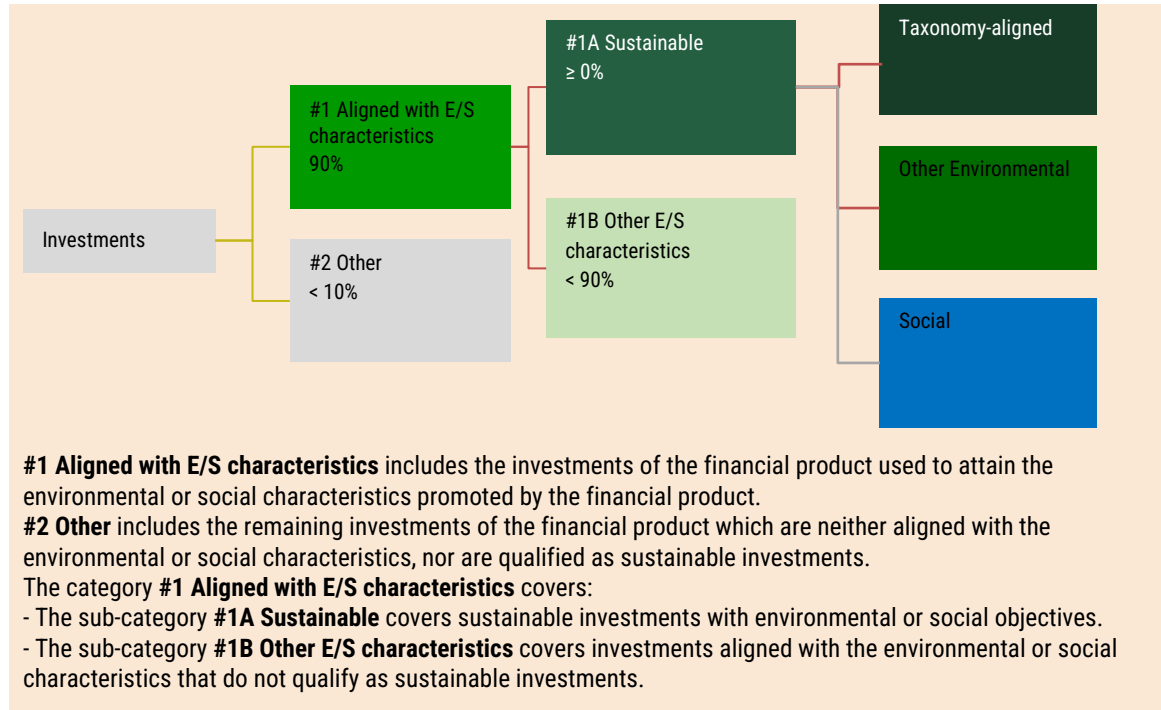 Investments
#1 Aligned with E/S
characteristics
90%
#2 Other
< 10%
#1A Sustainable
≥ 0%
#1B Other E/S
characteristics
< 90%
Taxonomy-aligned
Other Environmental
Social
#1 Aligned with E/S characteristics includes the investments of the financial product used to attain the
environmental or social characteristics promoted by the financial product.
#2 Other includes the remaining investments of the financial product which are neither aligned with the
environmental or social characteristics, nor are qualified as sustainable investments.
The category #1 Aligned with E/S characteristics covers:
- The sub-category #1A Sustainable covers sustainable investments with environmental or social objectives.
- The sub-category #1B Other E/S characteristics covers investments aligned with the environmental or social
characteristics that do not qualify as sustainable investments.